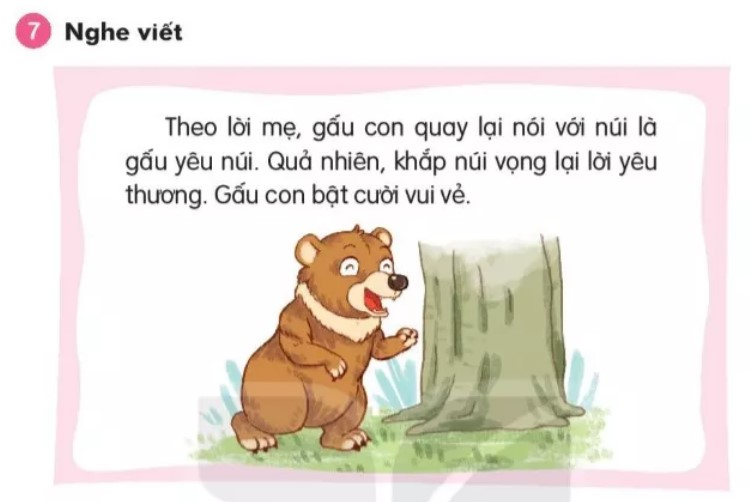 7 Nghe viết
Theo lời mẹ, gấu con quay lại nói với núi là
gấu yêu núi. Quả nhiên, khắp núi vọng lại lời yêu
thương. Gấu con bật cười vui vẻ.